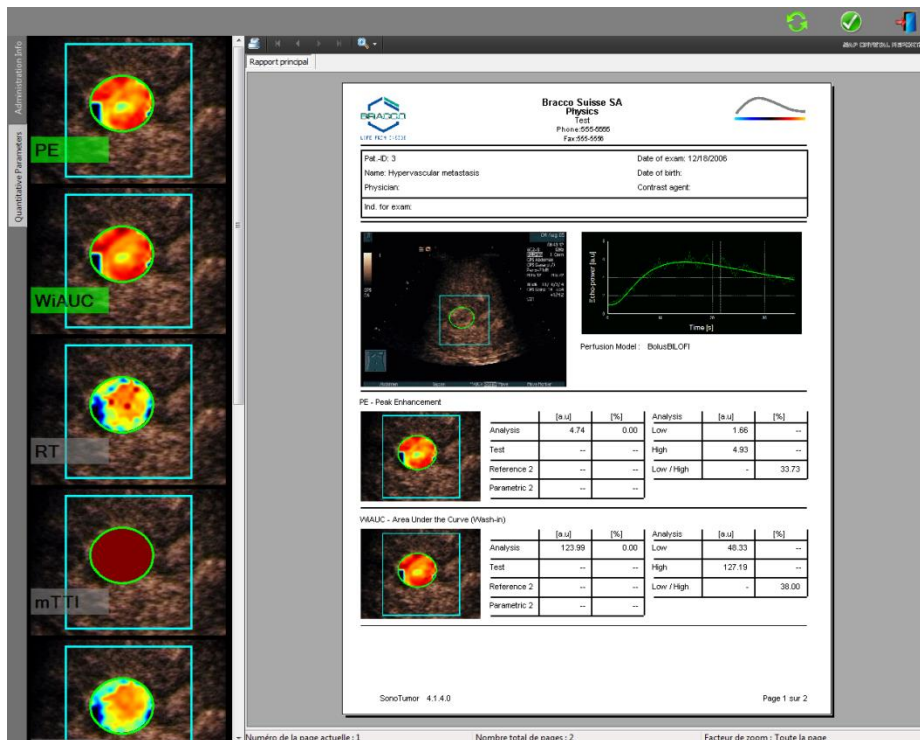 Administration Info
Quantitative Parameters
PE
WiAUC
RT
mTTI
Rapport principal
BRACCO
LIFE FROM INSIDE
Bracco Suisse SA
Physics
Test
Phone:555-5555
Fax:555-5556
Pat.-ID: 3
Date of exam: 12/18/2006
Name: Hypervascular metastasis
Date of birth:
Physician:
Contrast agent:
Ind. for exam:
Echo-power [a.u]
Time [s]
Perfusion Model : BolusBILOFI
PE - Peak Enhancement
[a.u] [%] Analysis [a.u] [%]
Analysis 4.74 0.00 Low 1.66 --
Test -- -- High 4.93 --
Reference 2 -- -- Low / High - 33.73
Parametric 2 -- --
WiAUC - Area Under the Curve (Wash-in)
[a.u] [%] Analysis [a.u] [%]
Analysis 123.99 0.00 Low 48.33 --
Test -- -- High 127.19 --
Reference 2 -- -- Low / High - 38.00
Parametric 2 -- --
SonoTumor 4.1.4.0
Page 1 sur 2
Numéro de la page actuelle : 1
Nombre total de pages : 2
Facteur de zoom : Toute la page